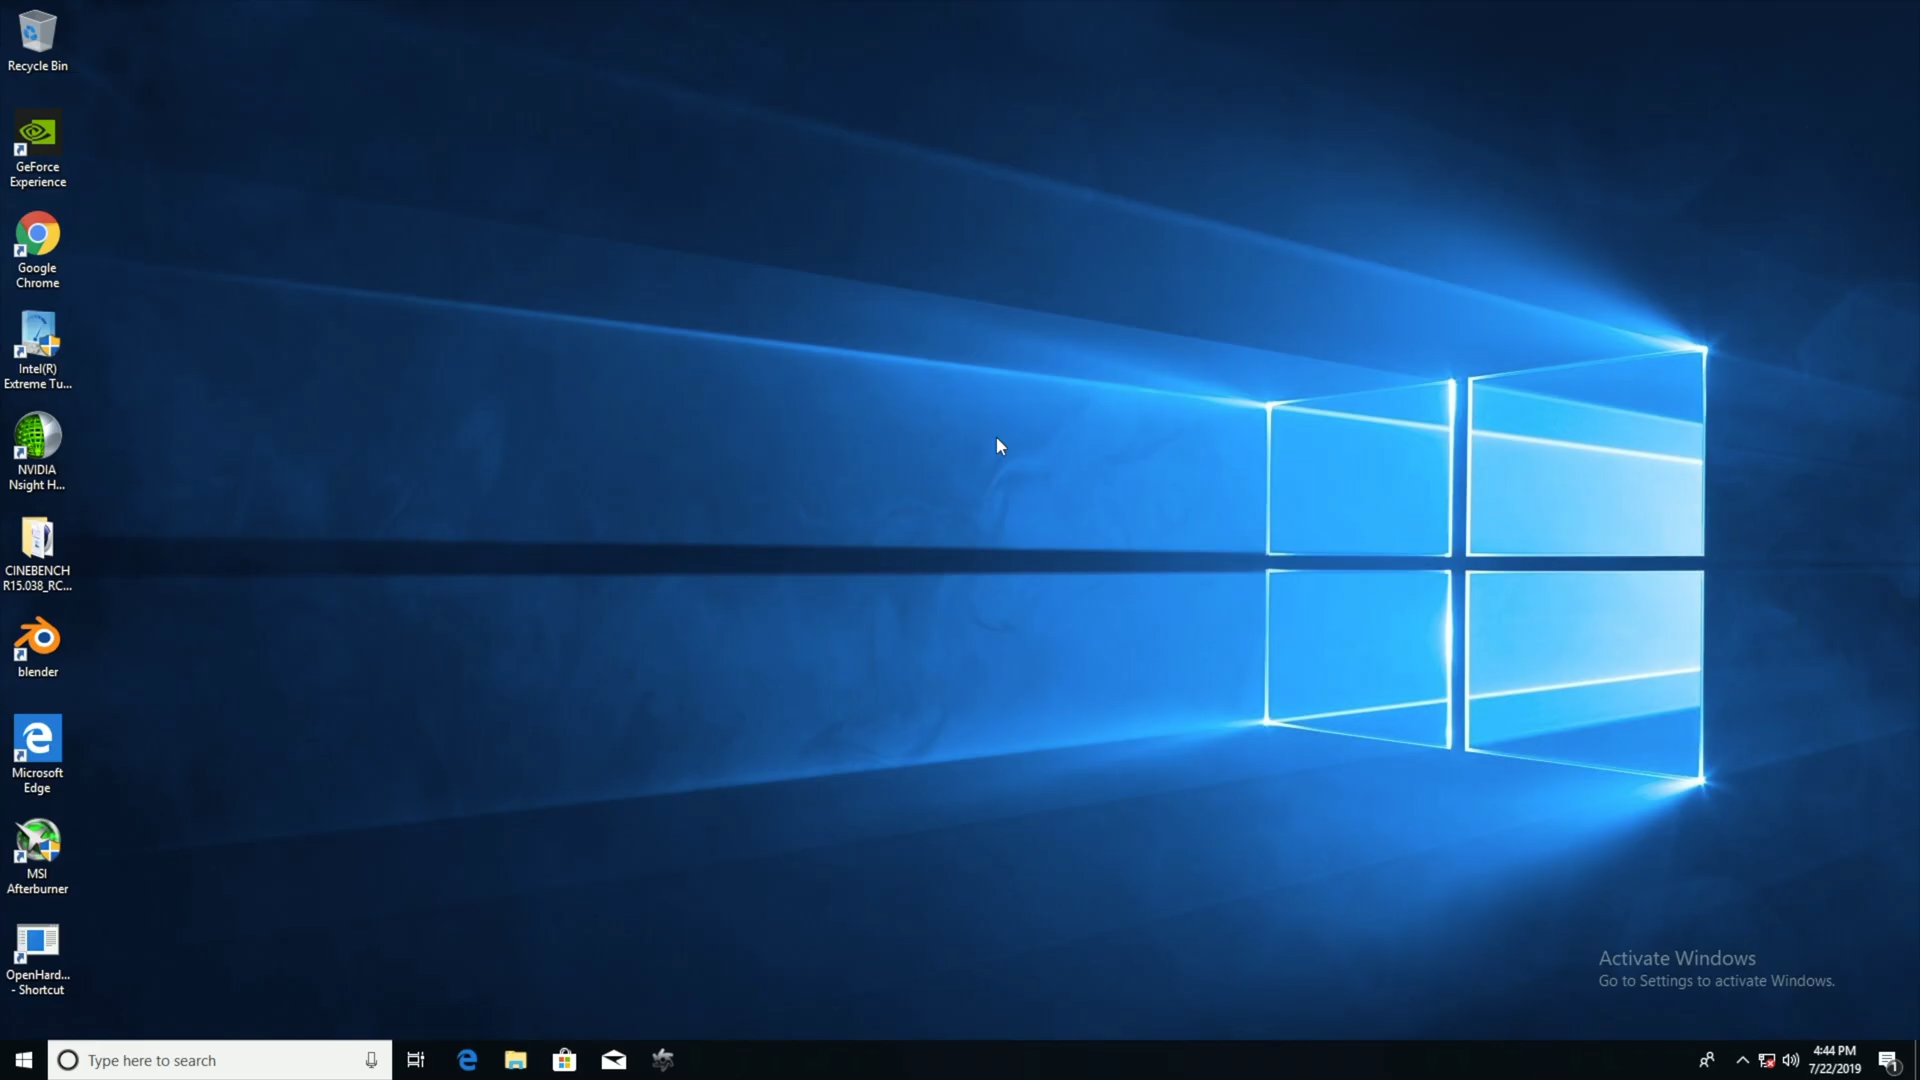 Recycle Bin
GeForce
Experience
Google
Chrome
Intel(R)
Extreme Tu...
NVIDIA
Nsight H...
CINEBENCH
R15.038_RC...
blender
Microsoft
Edge
MSI
Afterburner
OpenHard...
- Shortcut
Activate Windows
Go to Settings to activate Windows.
Type here to search
4:44 PM
7/22/2019
1